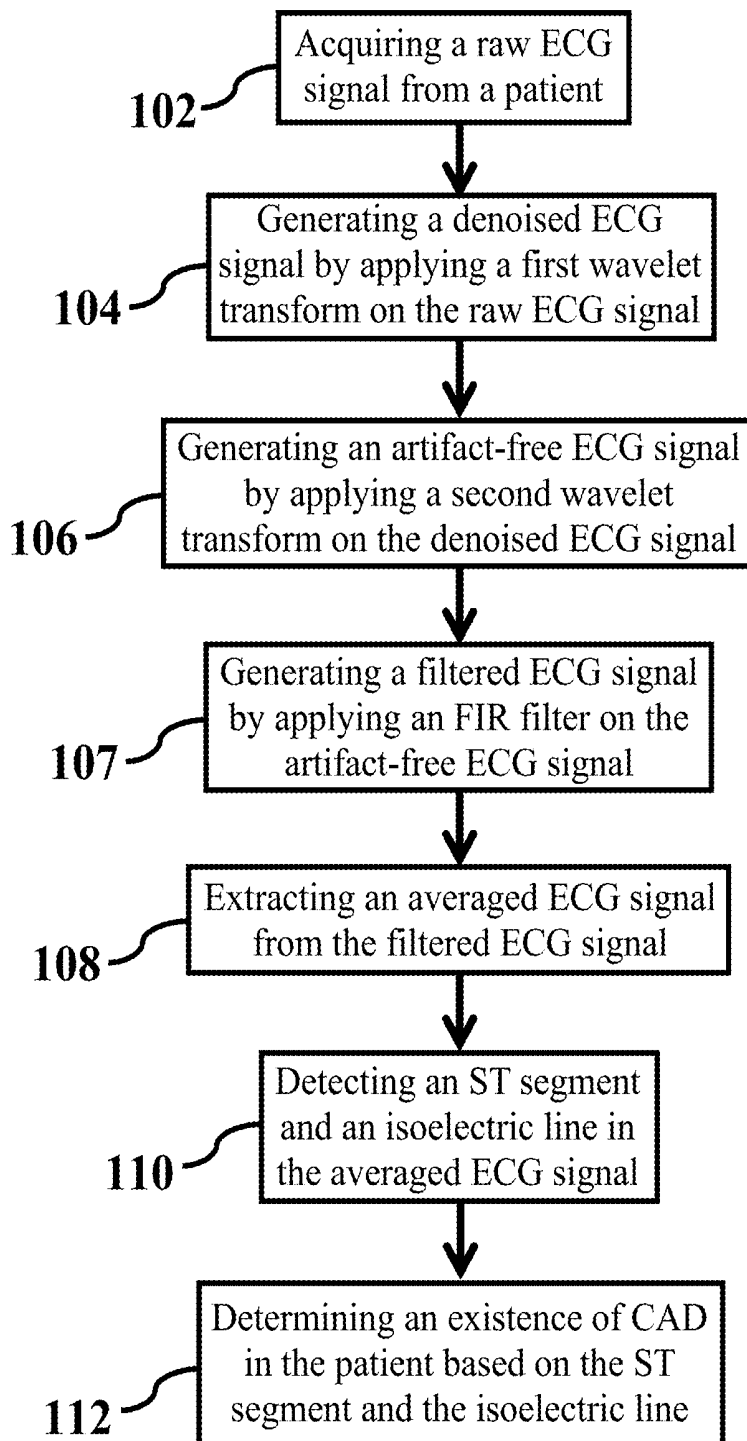 Acquiring a raw ECG
signal from a patient
102
Generating a denoised ECG
signal by applying a first wavelet
transform on the raw ECG signal
104
Generating an artifact-free ECG signal
by applying a second wavelet
transform on the denoised ECG signal
106
Generating a filtered ECG signal
by applying an FIR filter on the
artifact-free ECG signal
107
Extracting an averaged ECG signal
from the filtered ECG signal
108
Detecting an ST segment
and an isoelectric line in
the averaged ECG signal
110
Determining an existence of CAD
in the patient based on the ST
segment and the isoelectric line
112